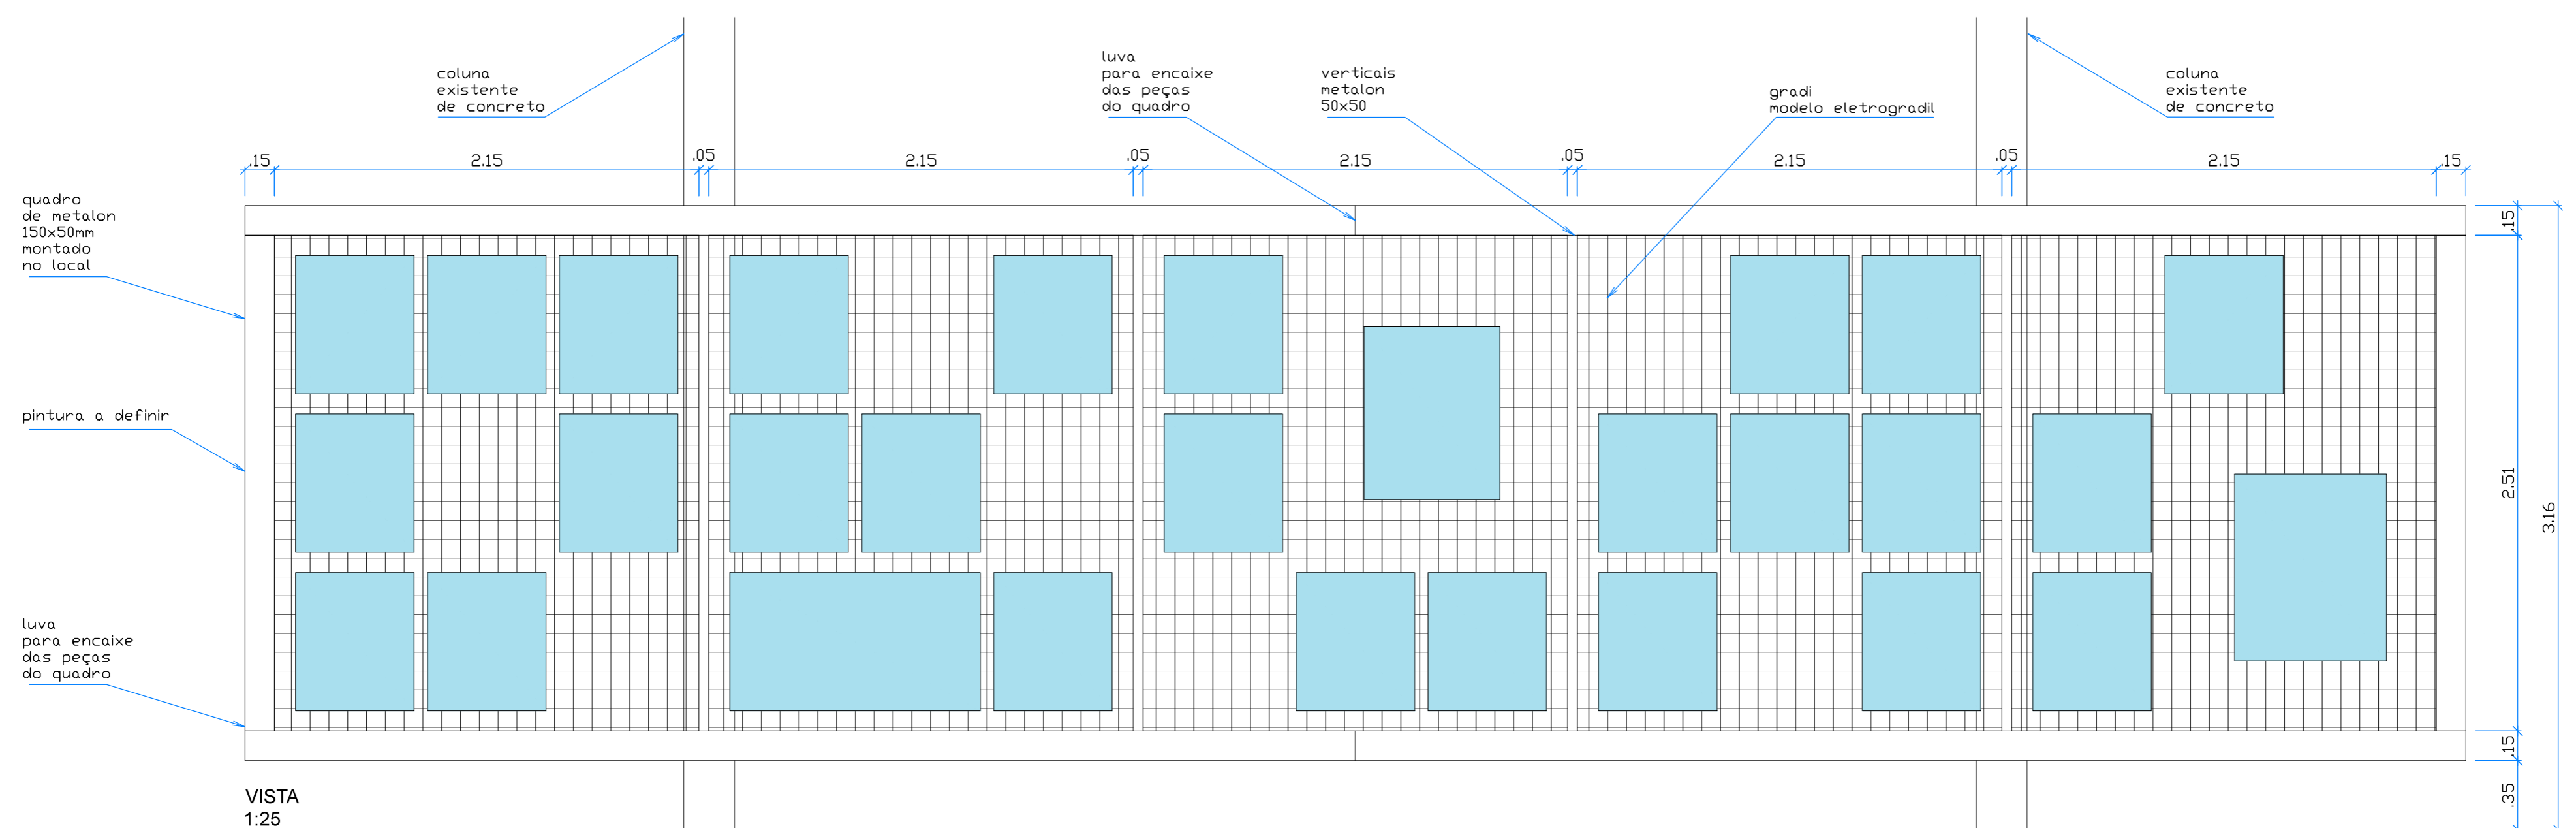 coluna
existente
de concreto
luva
para encaixe
das peças
do quadro
verticais
metalon
50x50
gradi
modelo eletrogradil
coluna
existente
de concreto
.15
2.15
.05
2.15
.05
2.15
.05
2.15
.05
2.15
.15
quadro
de metalon
150x50mm
montado
no local
pintura a definir
luva
para encaixe
das peças
do quadro
.15
2.51
3.16
.15
.35
VISTA
1:25